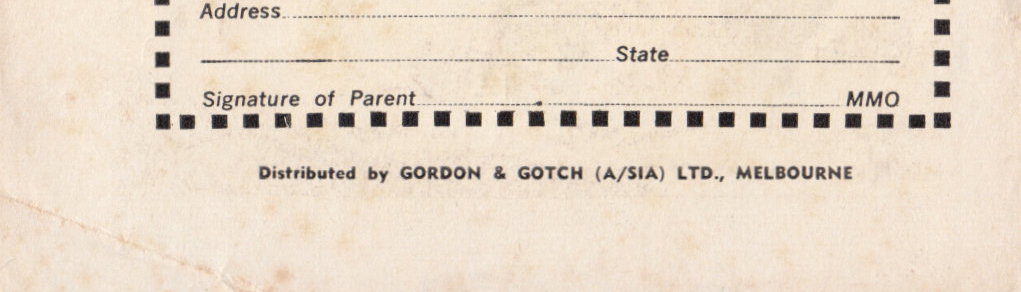 Address
State
Signature of Parent MMO
Distributed by GORDON & GOTCH (A/SIA) LTD., MELBOURNE